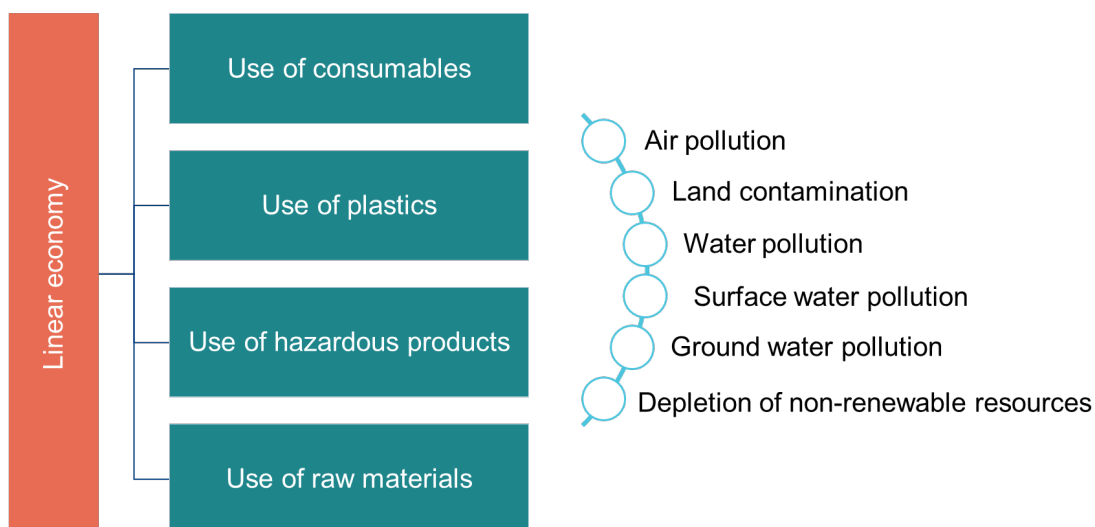 Linear economy
Use of consumables
Use of plastics
Use of hazardous products
Use of raw materials
Air pollution
Land contamination
Water pollution
Surface water pollution
Ground water pollution
Depletion of non-renewable resources